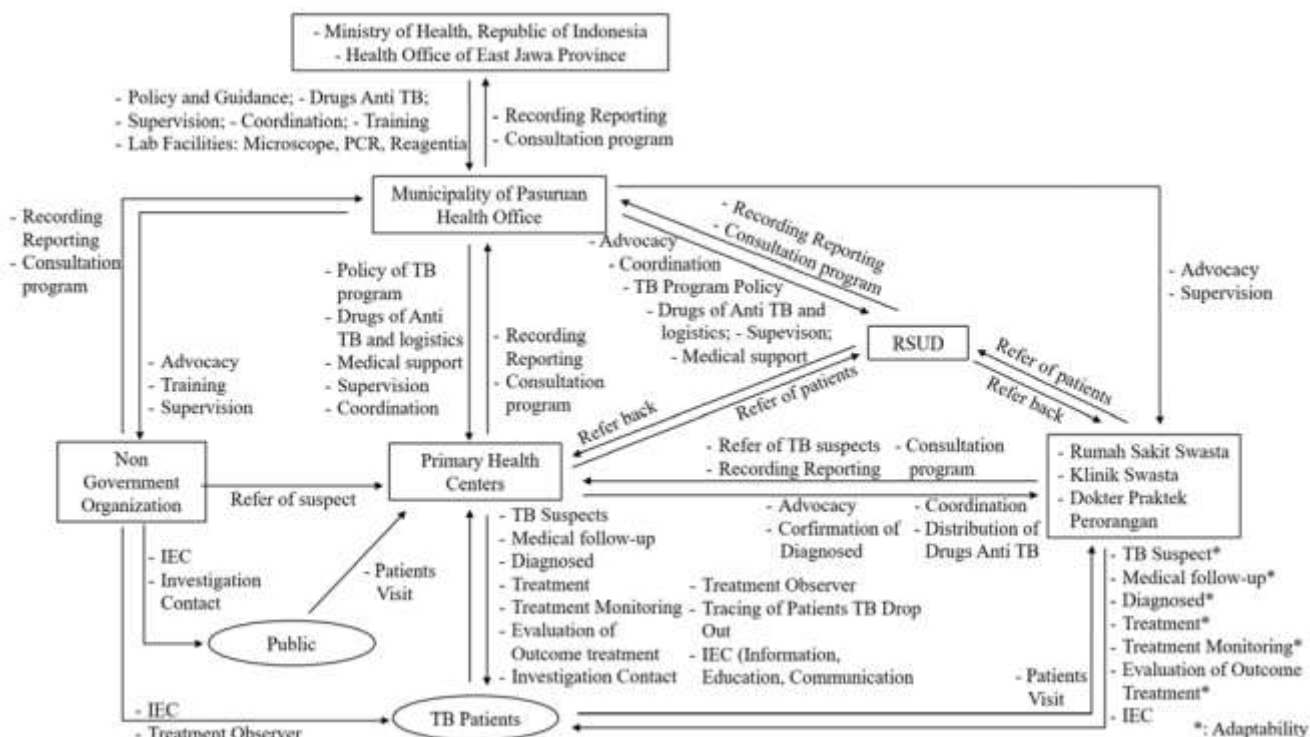 - Ministry of Health, Republic of Indonesia
- Health Office of East Jawa Province
- Policy and Guidance; - Drugs Anti TB;
- Supervision; - Coordination; - Training
- Lab Facilities: Microscope, PCR, Reagentia
- Recording Reporting
- Consultation program
Municipality of Pasuruan
Health Office
- Recording
Reporting
- Consultation
program
- Advocacy
- Training
- Supervision
- Policy of TB
program
- Drugs of Anti
TB and logistics
- Medical support
- Supervision
- Coordination
- Recording
Reporting
- Consultation
program
- Recording Reporting
- Consultation program
- Advocacy
- Coordination
- TB Program Policy
- Drugs of Anti TB and
logistics; - Supevison;
- Medical support
- Advocacy
- Supervision
RSUD
Refer back
Refer of patients
Refer of patients
Refer back
Non
Government
Organization
Refer of suspect
Primary Health
Centers
- Refer of TB suspects
- Recording Reporting
- Consultation
program
- Advocacy
- Corfirmation of
Diagnosed
- Coordination
- Distribution of
Drugs Anti TB
- Rumah Sakit Swasta
- Klinik Swasta
- Dokter Praktek
Perorangan
- IEC
- Investigation
Contact
Public
- Patients
Visit
- TB Suspects
- Medical follow-up
- Diagnosed
- Treatment
- Treatment Monitoring
- Evaluation of
Outcome treatment
- Investigation Contact
- Treatment Observer
- Tracing of Patients TB Drop
Out
- IEC (Information,
Education, Communication
- Patients
Visit
- TB Suspect*
- Medical follow-up*
- Diagnosed*
- Treatment*
- Treatment Monitoring*
- Evaluation of Outcome
Treatment*
- IEC
*: Adaptability
- IEC
- Treatment Observer
TB Patients